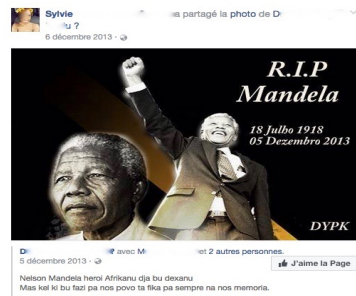 Sylvie a partagé la photo de D
u ?
6 décembre 2013
R.I.P
Mandela
18 Julho 1918
05 Dezembro 2013
DYPK
D ? avec M et 2 autres personnes.
5 décembre 2013
J'aime la Page
Nelson Mandela heroi Afrikanu dja bu dexanu
Mas kel ki bu fazi pa nos povo ta fika pa sempre na nos memoria.